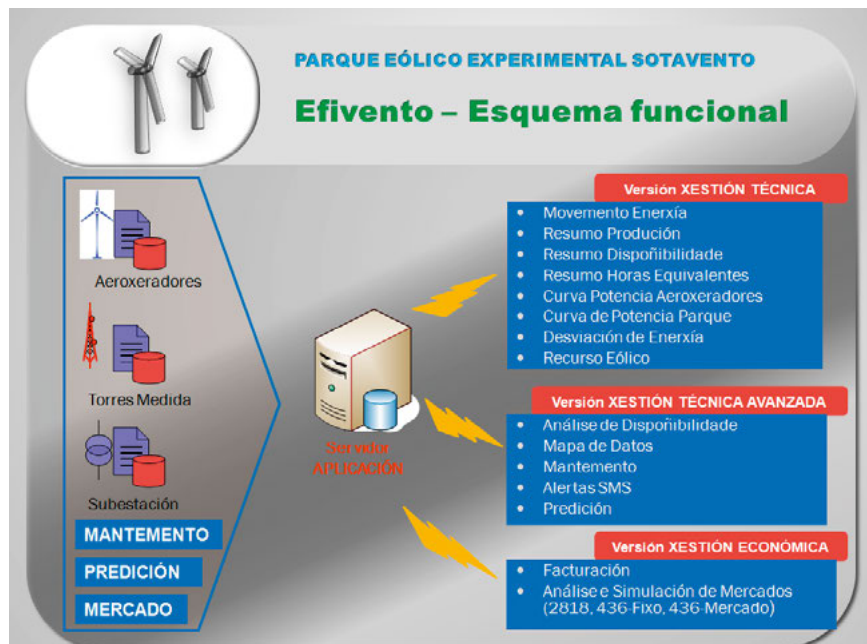 PARQUE EÓLICO EXPERIMENTAL SOTAVENTO
Efivento – Esquema funcional
Aeroxeradores
Torres Medida
Subestación
MANTEMENTO
PREDICIÓN
MERCADO
Servidor
APLICACIÓN
Versión XESTIÓN TÉCNICA
• Movemento Enerxía
• Resumo Produción
• Resumo Dispoñibilidade
• Resumo Horas Equivalentes
• Curva Potencia Aeroxeradores
• Curva de Potencia Parque
• Desviación de Enerxía
• Recurso Eólico
Versión XESTIÓN TÉCNICA AVANZADA
• Análise de Dispoñibilidade
• Mapa de Datos
• Mantemento
• Alertas SMS
• Predición
Versión XESTIÓN ECONÓMICA
• Facturación
• Análise e Simulación de Mercados
(2818, 436-Fixo, 436-Mercado)